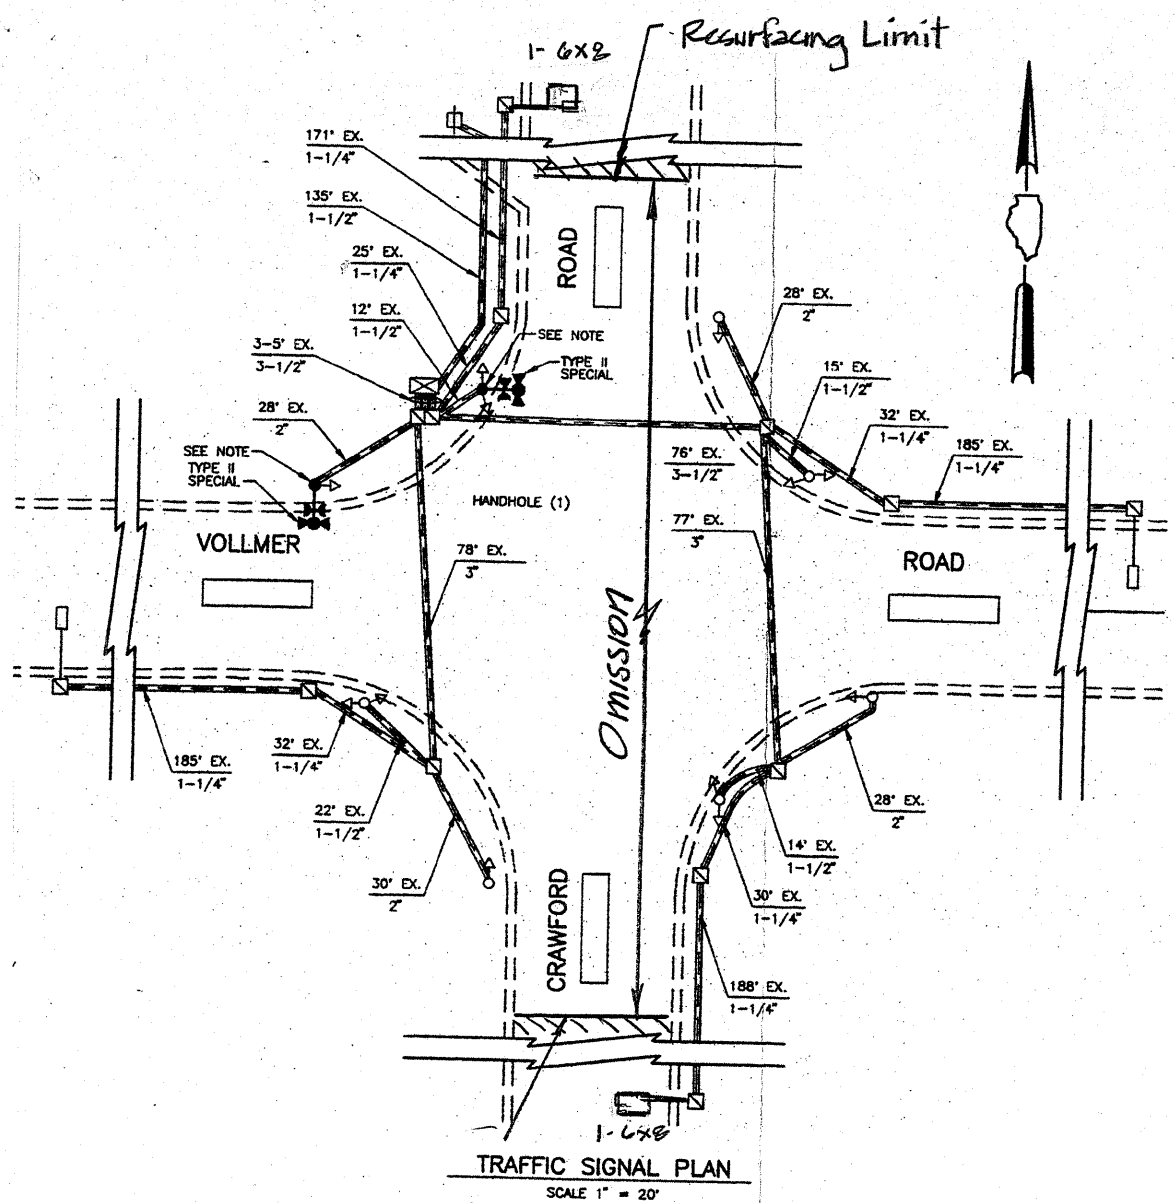 Resurfacing Limit
1- 6x8
171' EX.
1-1/4"
135' EX.
1-1/2"
25' EX.
1-1/4"
12' EX.
1-1/2"
3-5' EX.
3-1/2"
28' EX.
2"
SEE NOTE
TYPE II
SPECIAL
ROAD
SEE NOTE
TYPE II
SPECIAL
28' EX.
2"
15' EX.
1-1/2"
32' EX.
1-1/4"
185' EX.
1-1/4"
76' EX.
3-1/2"
HANDHOLE (1)
77' EX.
3"
VOLLMER
78' EX.
3"
ROAD
Omission
185' EX.
1-1/4"
32' EX.
1-1/4"
22' EX.
1-1/2"
30' EX.
2"
CRAWFORD
28' EX.
2"
14' EX.
1-1/2"
30' EX.
1-1/4"
188' EX.
1-1/4"
1- 6x8
TRAFFIC SIGNAL PLAN
SCALE 1" = 20'